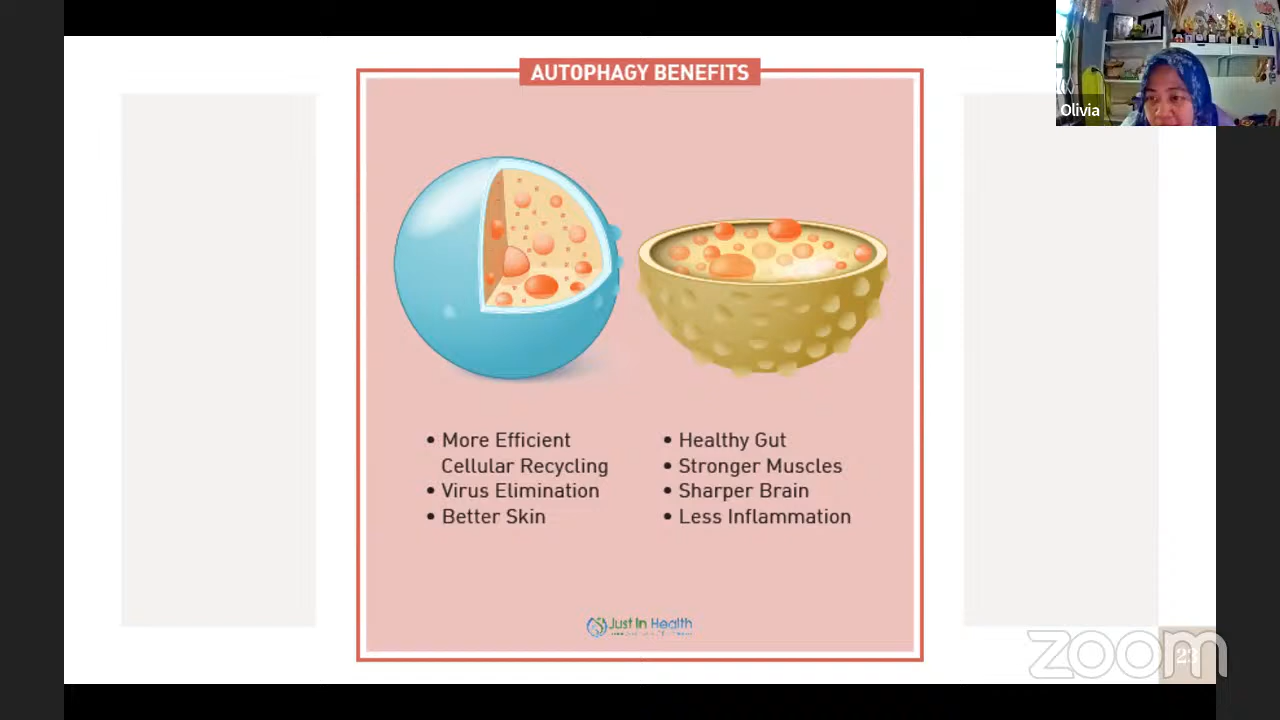 AUTOPHAGY BENEFITS
Olivia
• More Efficient
Cellular Recycling
• Virus Elimination
• Better Skin
• Healthy Gut
• Stronger Muscles
• Sharper Brain
• Less Inflammation
Just In Health
zoom
23